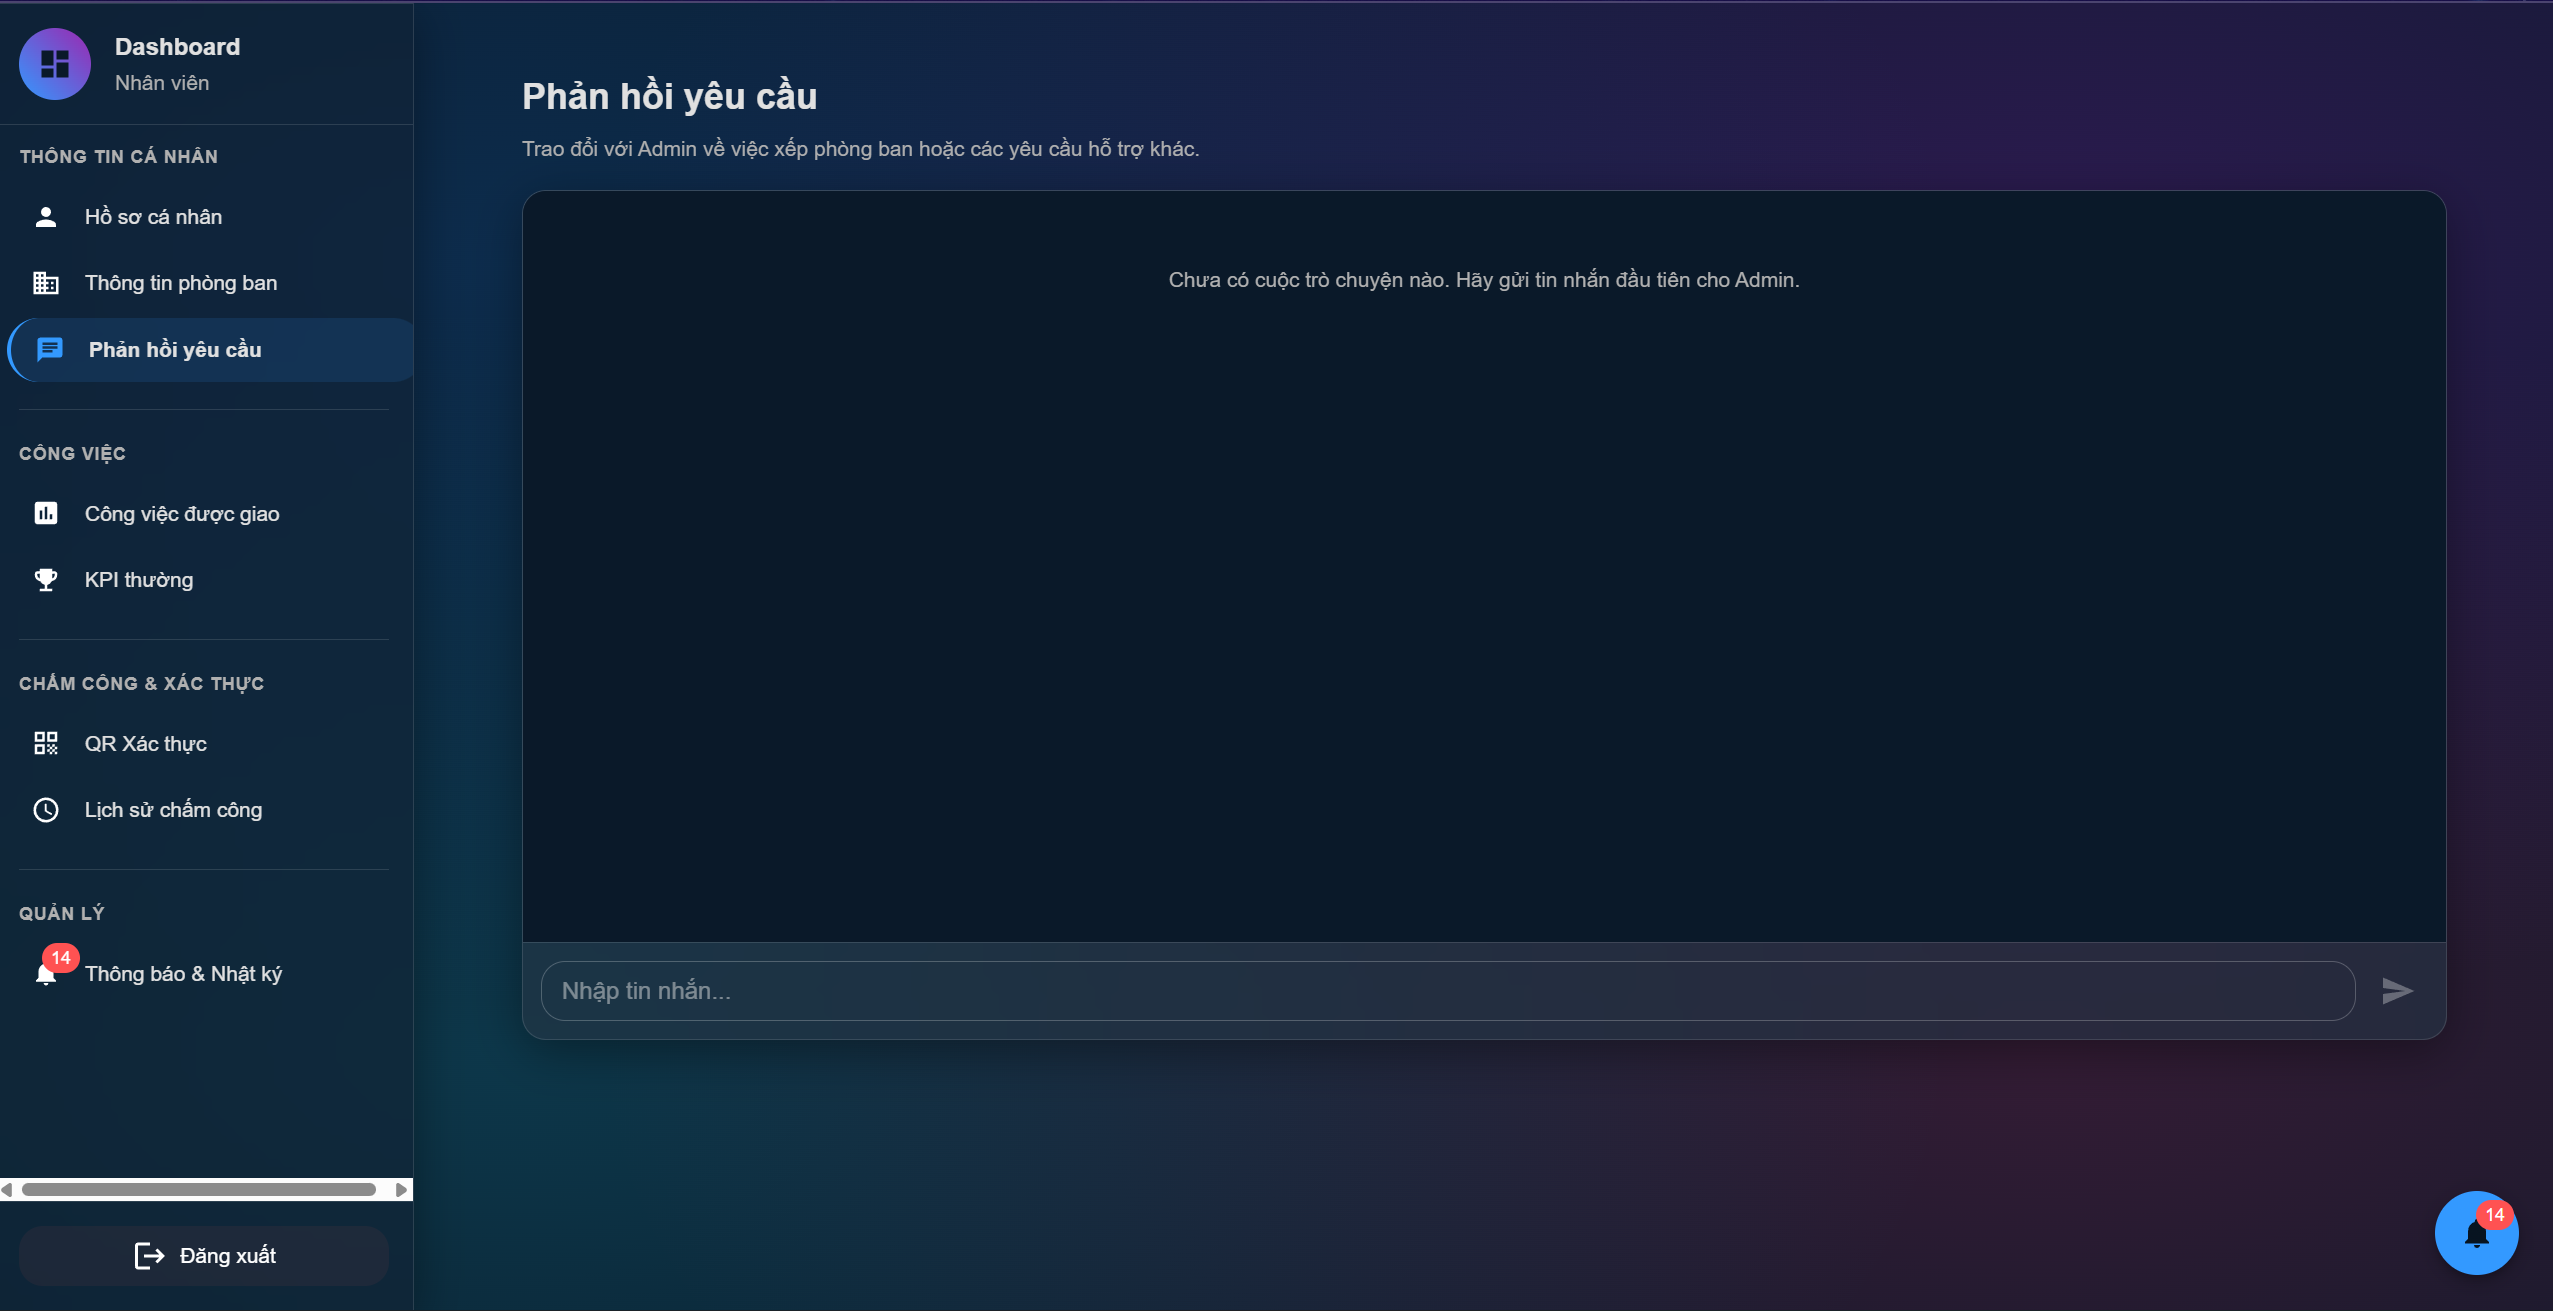 Dashboard
Nhân viên
THÔNG TIN CÁ NHÂN
Hồ sơ cá nhân
Thông tin phòng ban
Phản hồi yêu cầu
CÔNG VIỆC
Công việc được giao
KPI thường
CHẤM CÔNG & XÁC THỰC
QR Xác thực
Lịch sử chấm công
QUẢN LÝ
14
Thông báo & Nhật ký
Đăng xuất
Phản hồi yêu cầu
Trao đổi với Admin về việc xếp phòng ban hoặc các yêu cầu hỗ trợ khác.
Chưa có cuộc trò chuyện nào. Hãy gửi tin nhắn đầu tiên cho Admin.
Nhập tin nhắn...
14